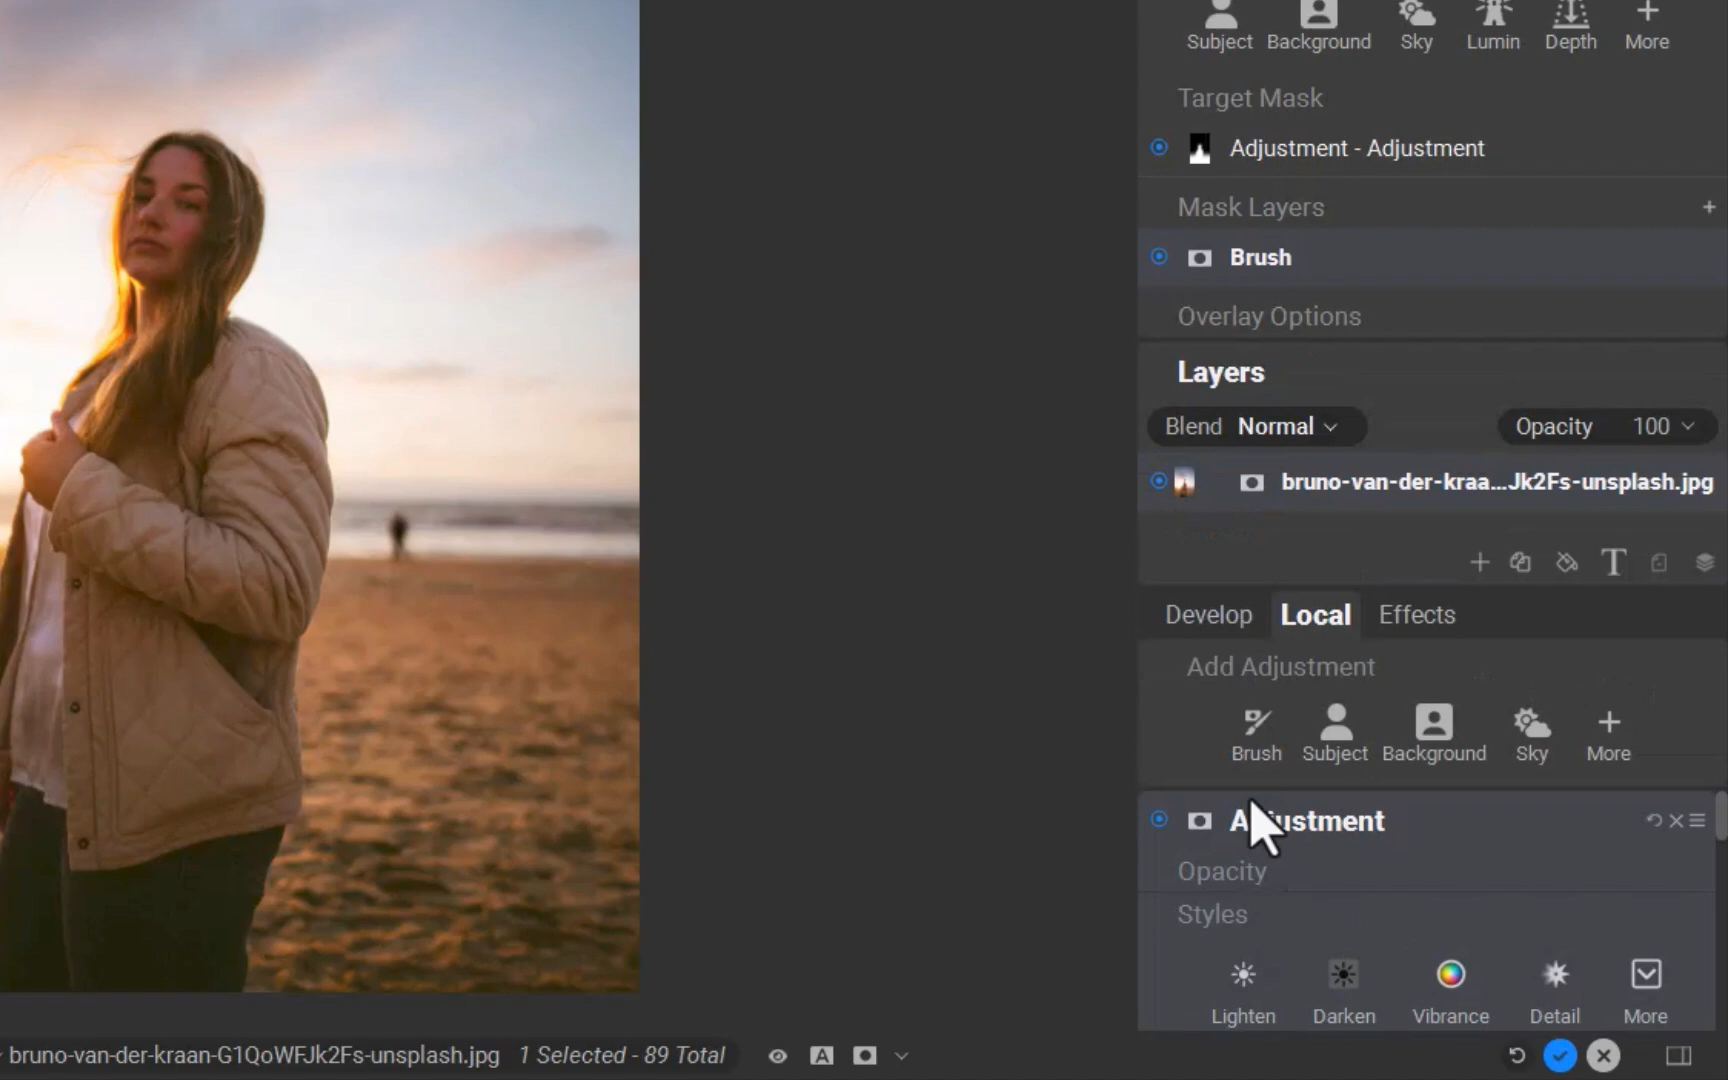 Subject Background Sky Lumin Depth More
Target Mask
Adjustment - Adjustment
Mask Layers
Brush
Overlay Options
Layers
Blend Normal Opacity 100
bruno-van-der-kraa...Jk2Fs-unsplash.jpg
T
Develop Local Effects
Add Adjustment
Brush Subject Background Sky More
Adjustment
Opacity
Styles
Lighten Darken Vibrance Detail More
bruno-van-der-kraan-G1QoWFJk2Fs-unsplash.jpg 1 Selected - 89 Total A